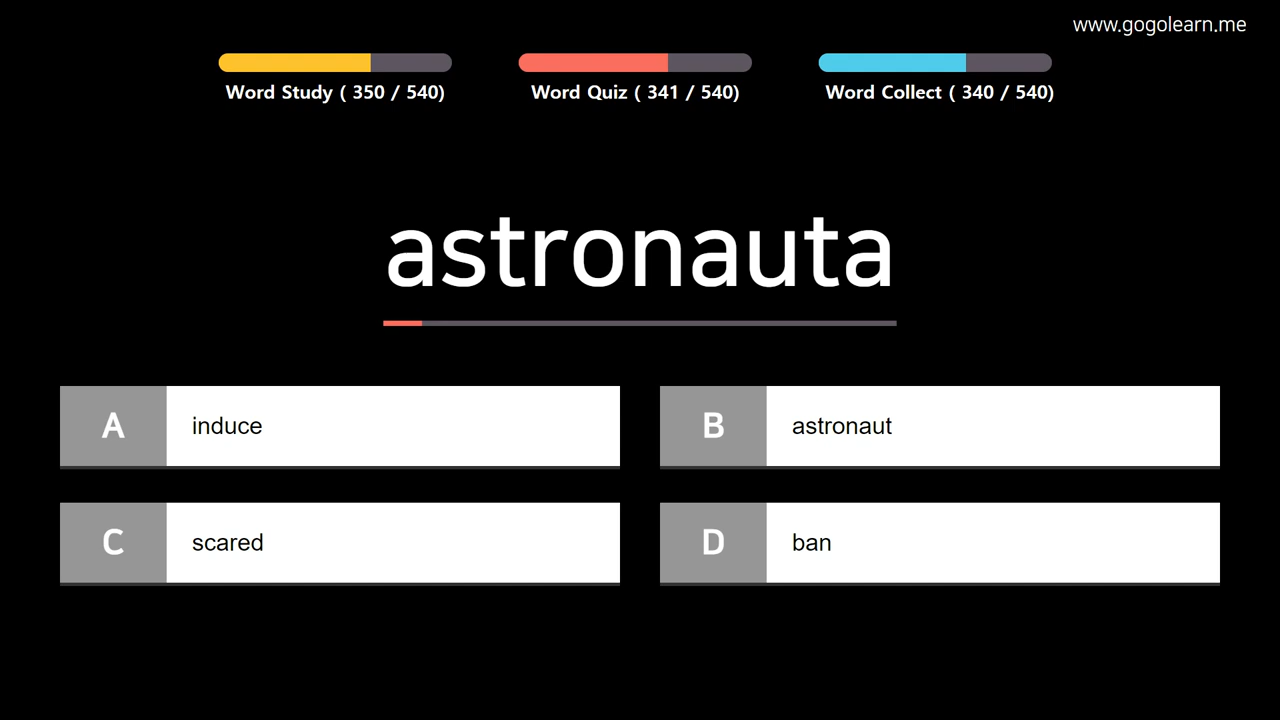 www.gogolearn.me
Word Study ( 350 / 540)
Word Quiz ( 341 / 540)
Word Collect ( 340 / 540)
astronauta
A induce
B astronaut
C scared
D ban